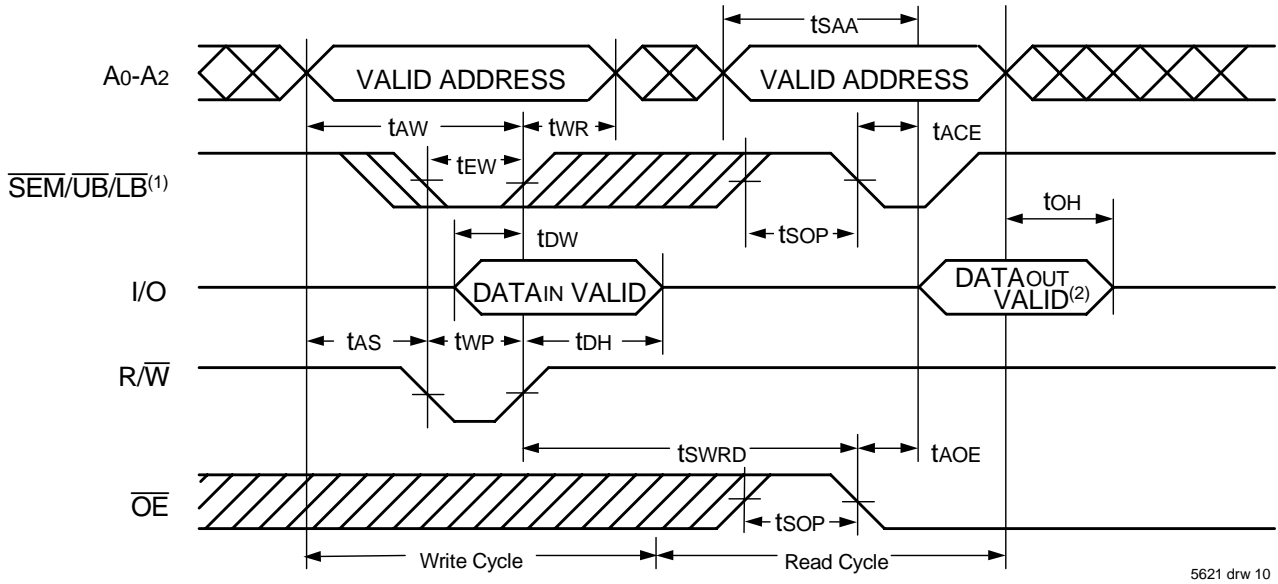 tSAA
A0-A2
VALID ADDRESS
VALID ADDRESS
tAW
tWR
tACE
tEW
SEM/UB/LB(1)
tOH
tDW
tSOP
I/O
DATAIN VALID
DATAOUT
VALID(2)
tAS
tWP
tDH
R/W
tSWRD
tAOE
OE
tSOP
Write Cycle
Read Cycle
5621 drw 10